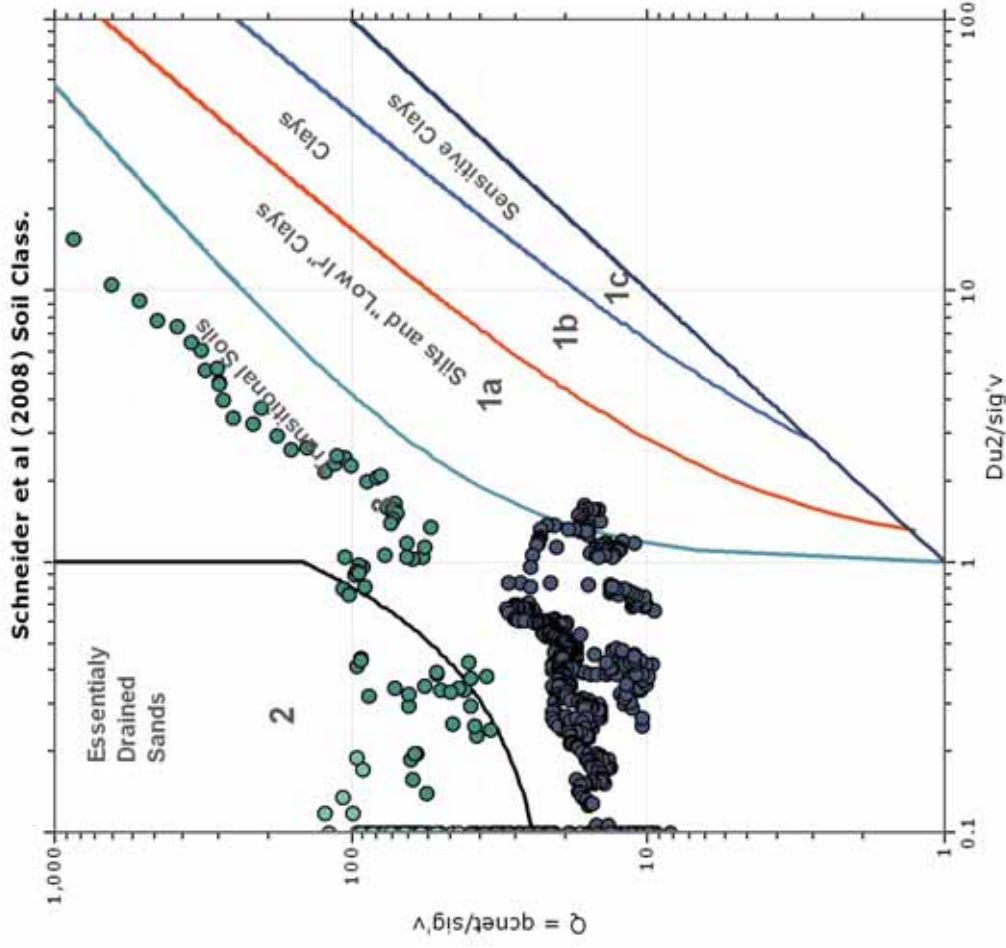 Schneider et al (2008) Soil Class.
1,000
100
10
1
Q = qcnet/sig'v
Essentialy
Drained
Sands
2
Transitional Soils
3
Silts and "Low Ir" Clays
1a
Clays
1b
Sensitive Clays
1c
0.1
1
10
100
Du2/sig'v